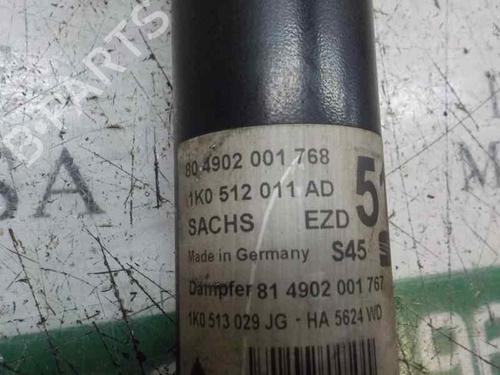 B-PARTS
80 4902 001 768
1K0 512 011 AD
SACHS EZD
Made in Germany S45
Dämpfer 81 4902 001 767
1K0 513 029 JG - HA 5624 WD